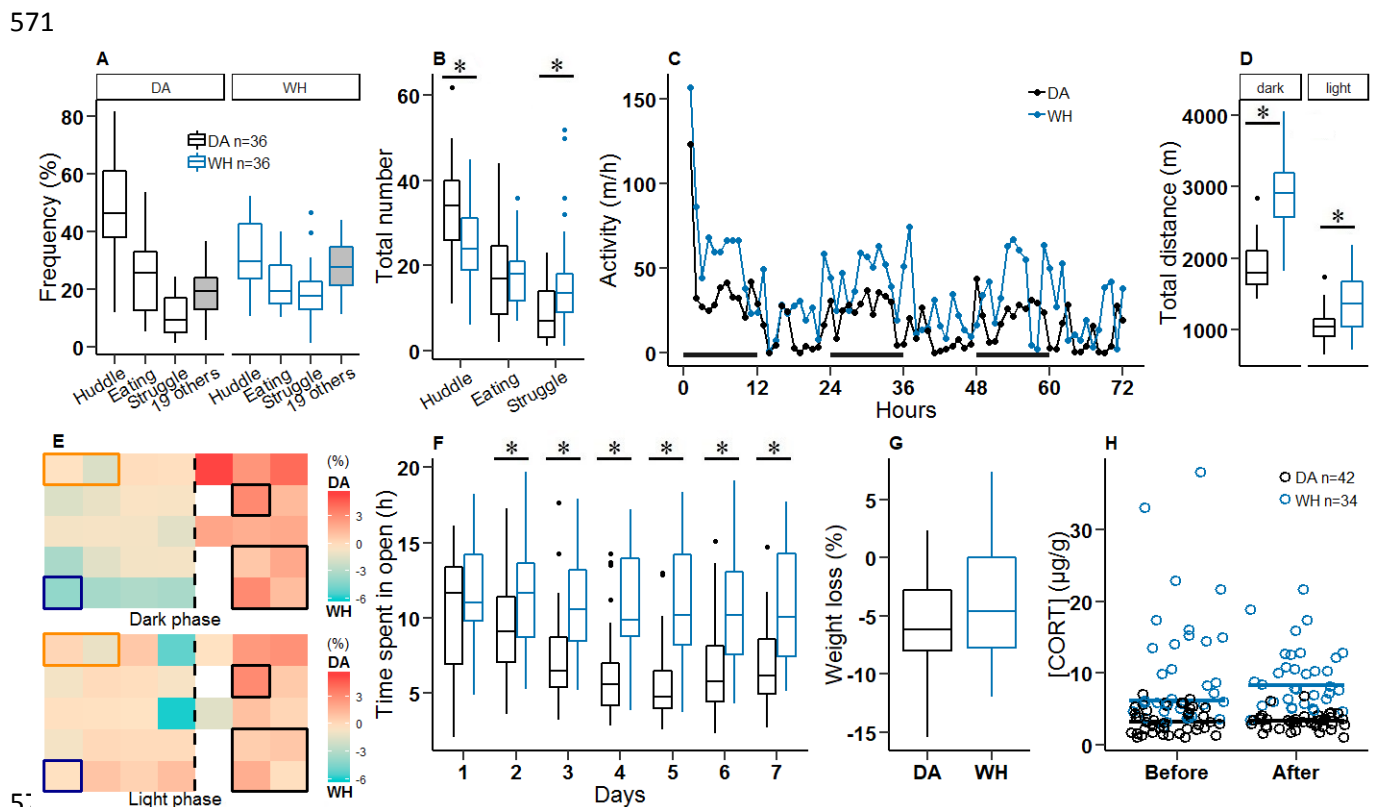 571
A
DA
WH
Frequency (%)
80
60
40
20
0
DA n=36
WH n=36
Huddle
Eating
Struggle
19 others
Huddle
Eating
Struggle
19 others
B
*
*
Total number
60
40
20
0
Huddle
Eating
Struggle
C
Activity (m/h)
150
100
50
0
DA
WH
0
12
24
36
48
60
72
Hours
D
dark
light
*
*
Total distance (m)
4000
3000
2000
1000
E
(%)
DA
3
0
-3
-6
WH
Dark phase
(%)
DA
3
0
-3
-6
WH
Light phase
F
*
*
*
*
*
*
Time spent in open (h)
20
15
10
5
1
2
3
4
5
6
7
Days
G
Weight loss (%)
5
0
-5
-10
-15
DA
WH
H
DA n=42
WH n=34
[CORT] (µg/g)
30
20
10
0
Before
After